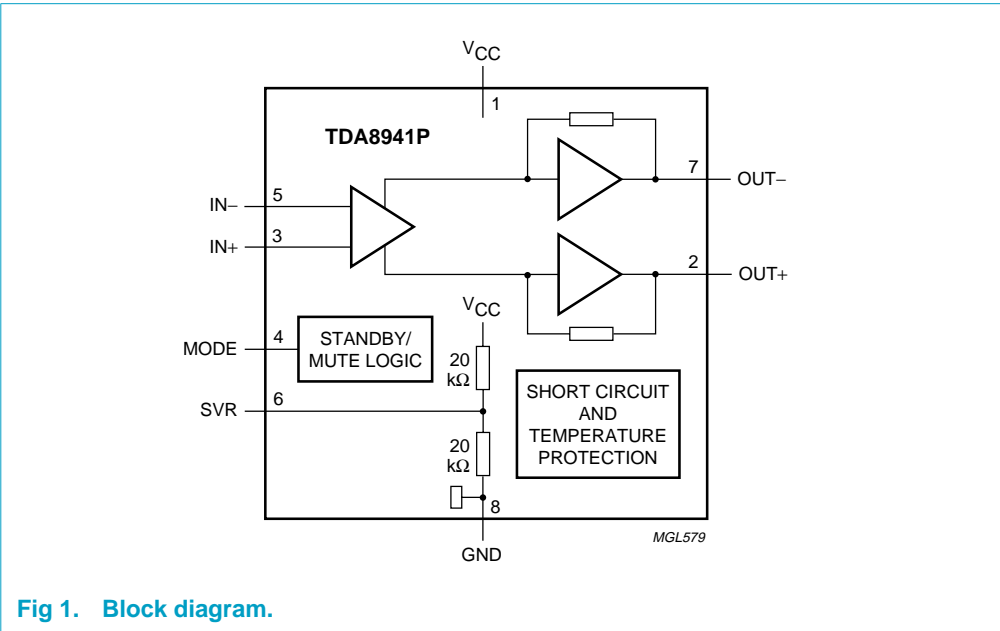 VCC
1
TDA8941P
7
OUT−
5
IN−
3
IN+
2
OUT+
VCC
4
MODE
STANDBY/
MUTE LOGIC
20
kΩ
SHORT CIRCUIT
AND
TEMPERATURE
PROTECTION
6
SVR
20
kΩ
8
MGL579
GND
Fig 1. Block diagram.